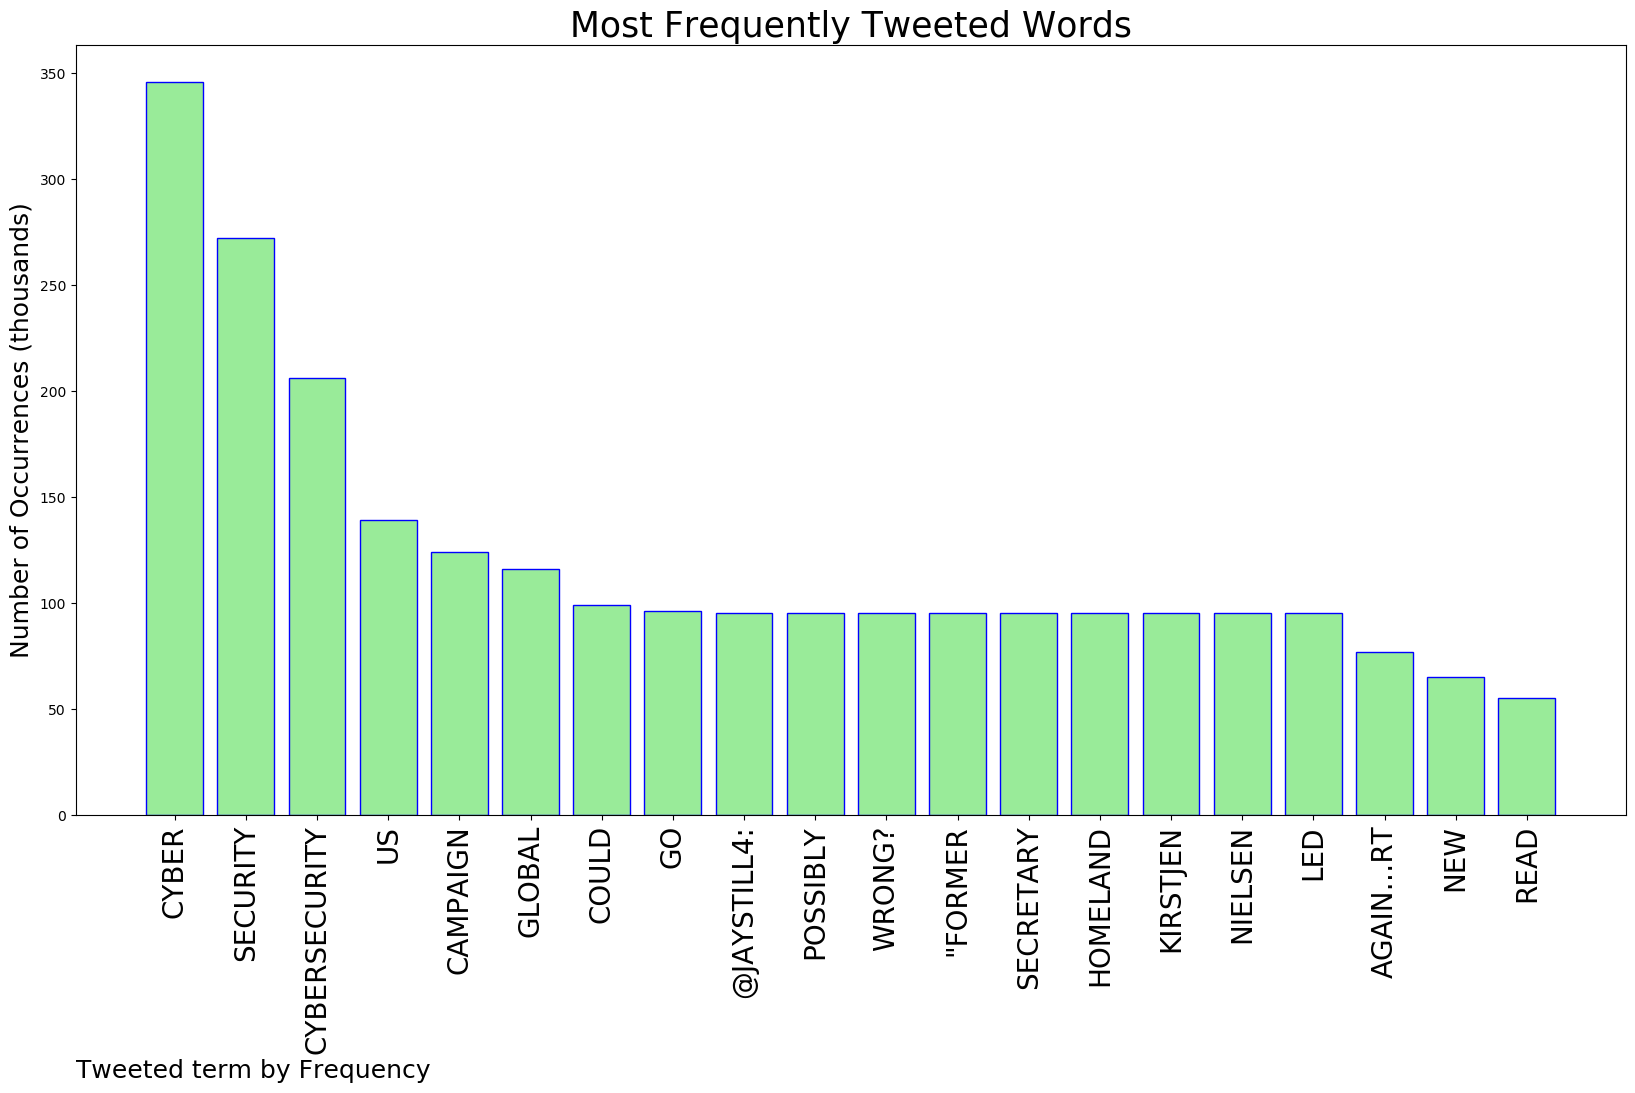 Most Frequently Tweeted Words
Number of Occurrences (thousands)
350
300
250
200
150
100
50
0
CYBER
SECURITY
CYBERSECURITY
US
CAMPAIGN
GLOBAL
COULD
GO
@JAYSTILL4:
POSSIBLY
WRONG?
"FORMER
SECRETARY
HOMELAND
KIRSTJEN
NIELSEN
LED
AGAIN...RT
NEW
READ
Tweeted term by Frequency